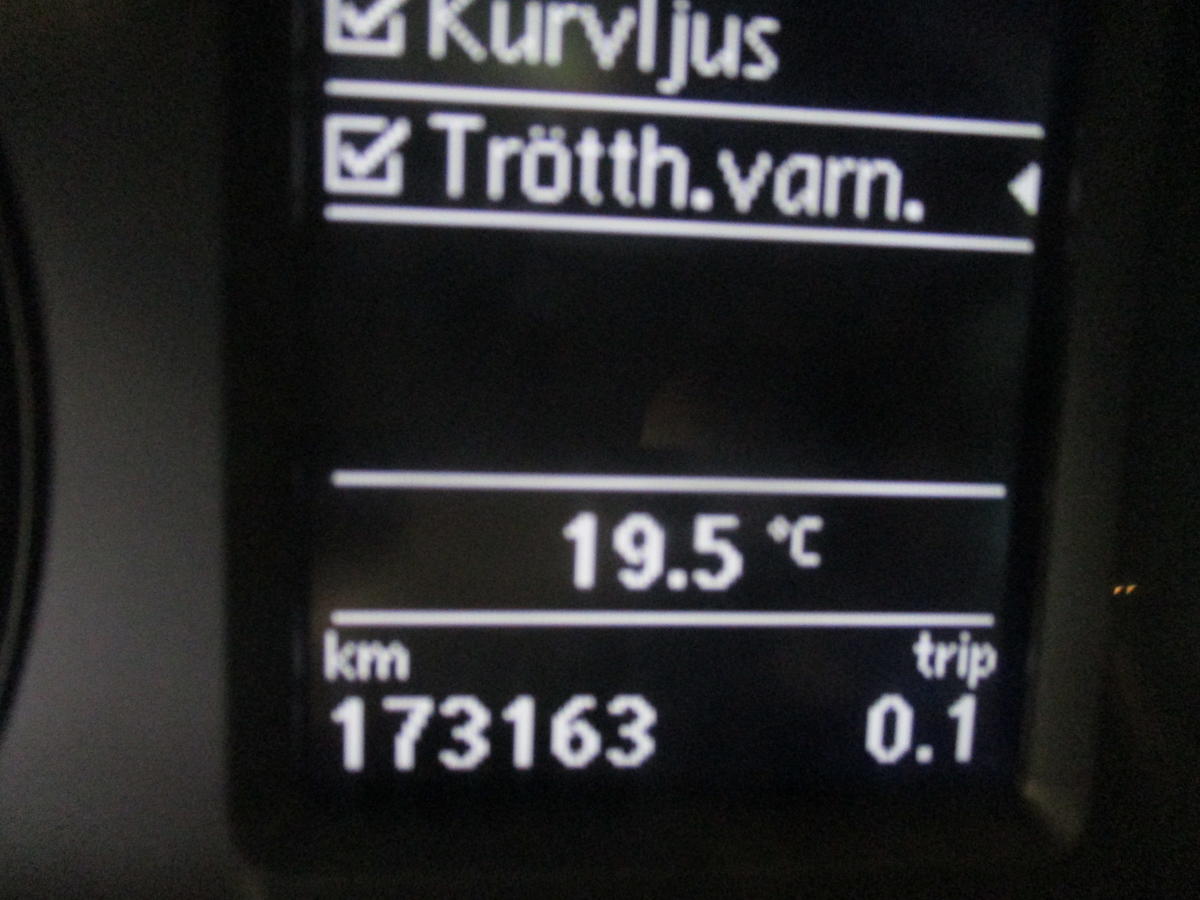 Kurvljus
Trötth.varn.
19.5 °C
km trip
173163 0.1